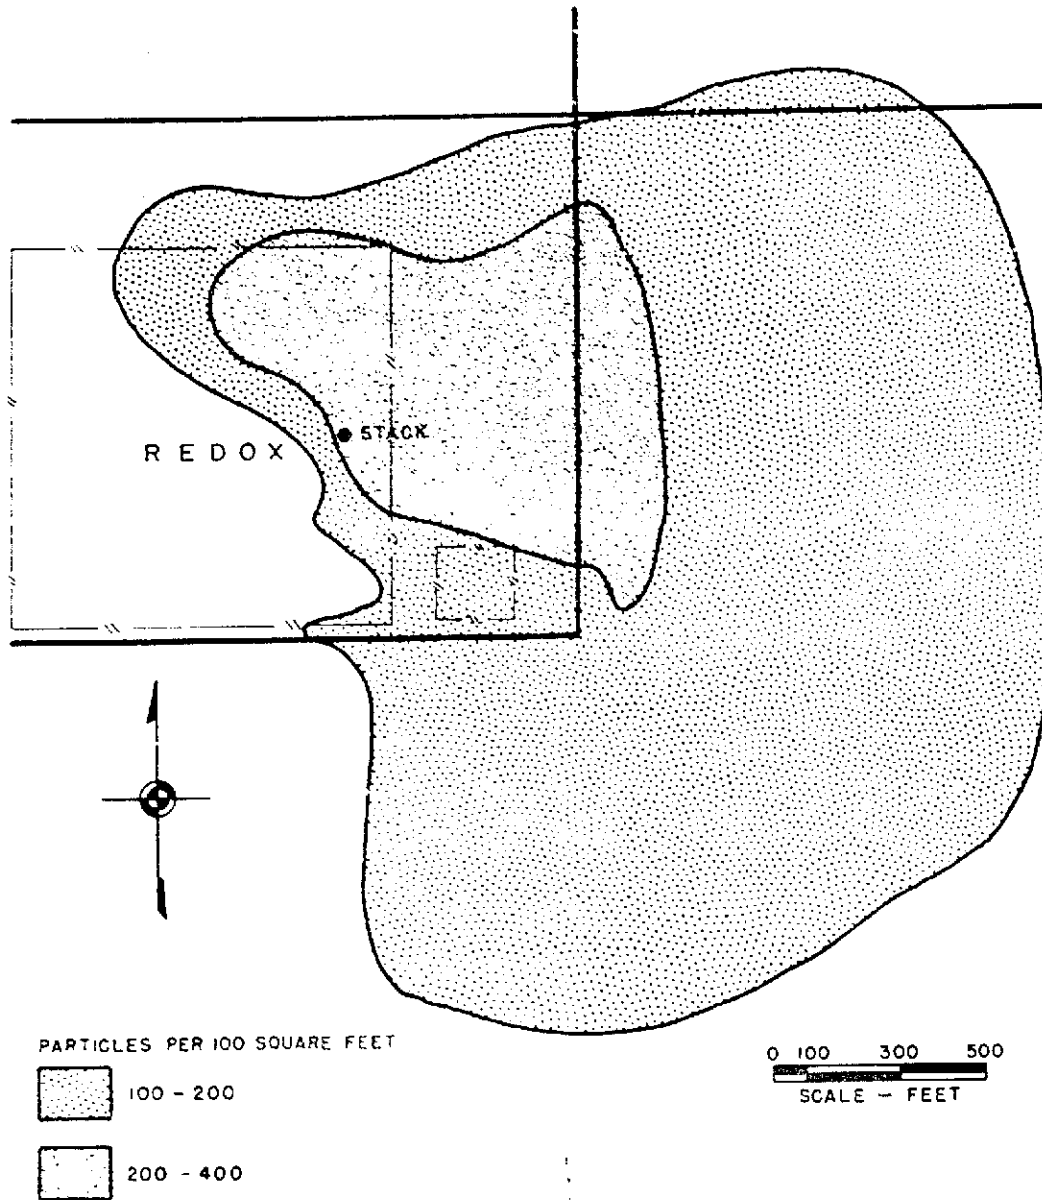 STACK
REDOX
PARTICLES PER 100 SQUARE FEET
100 - 200
200 - 400
0 100 300 500
SCALE - FEET